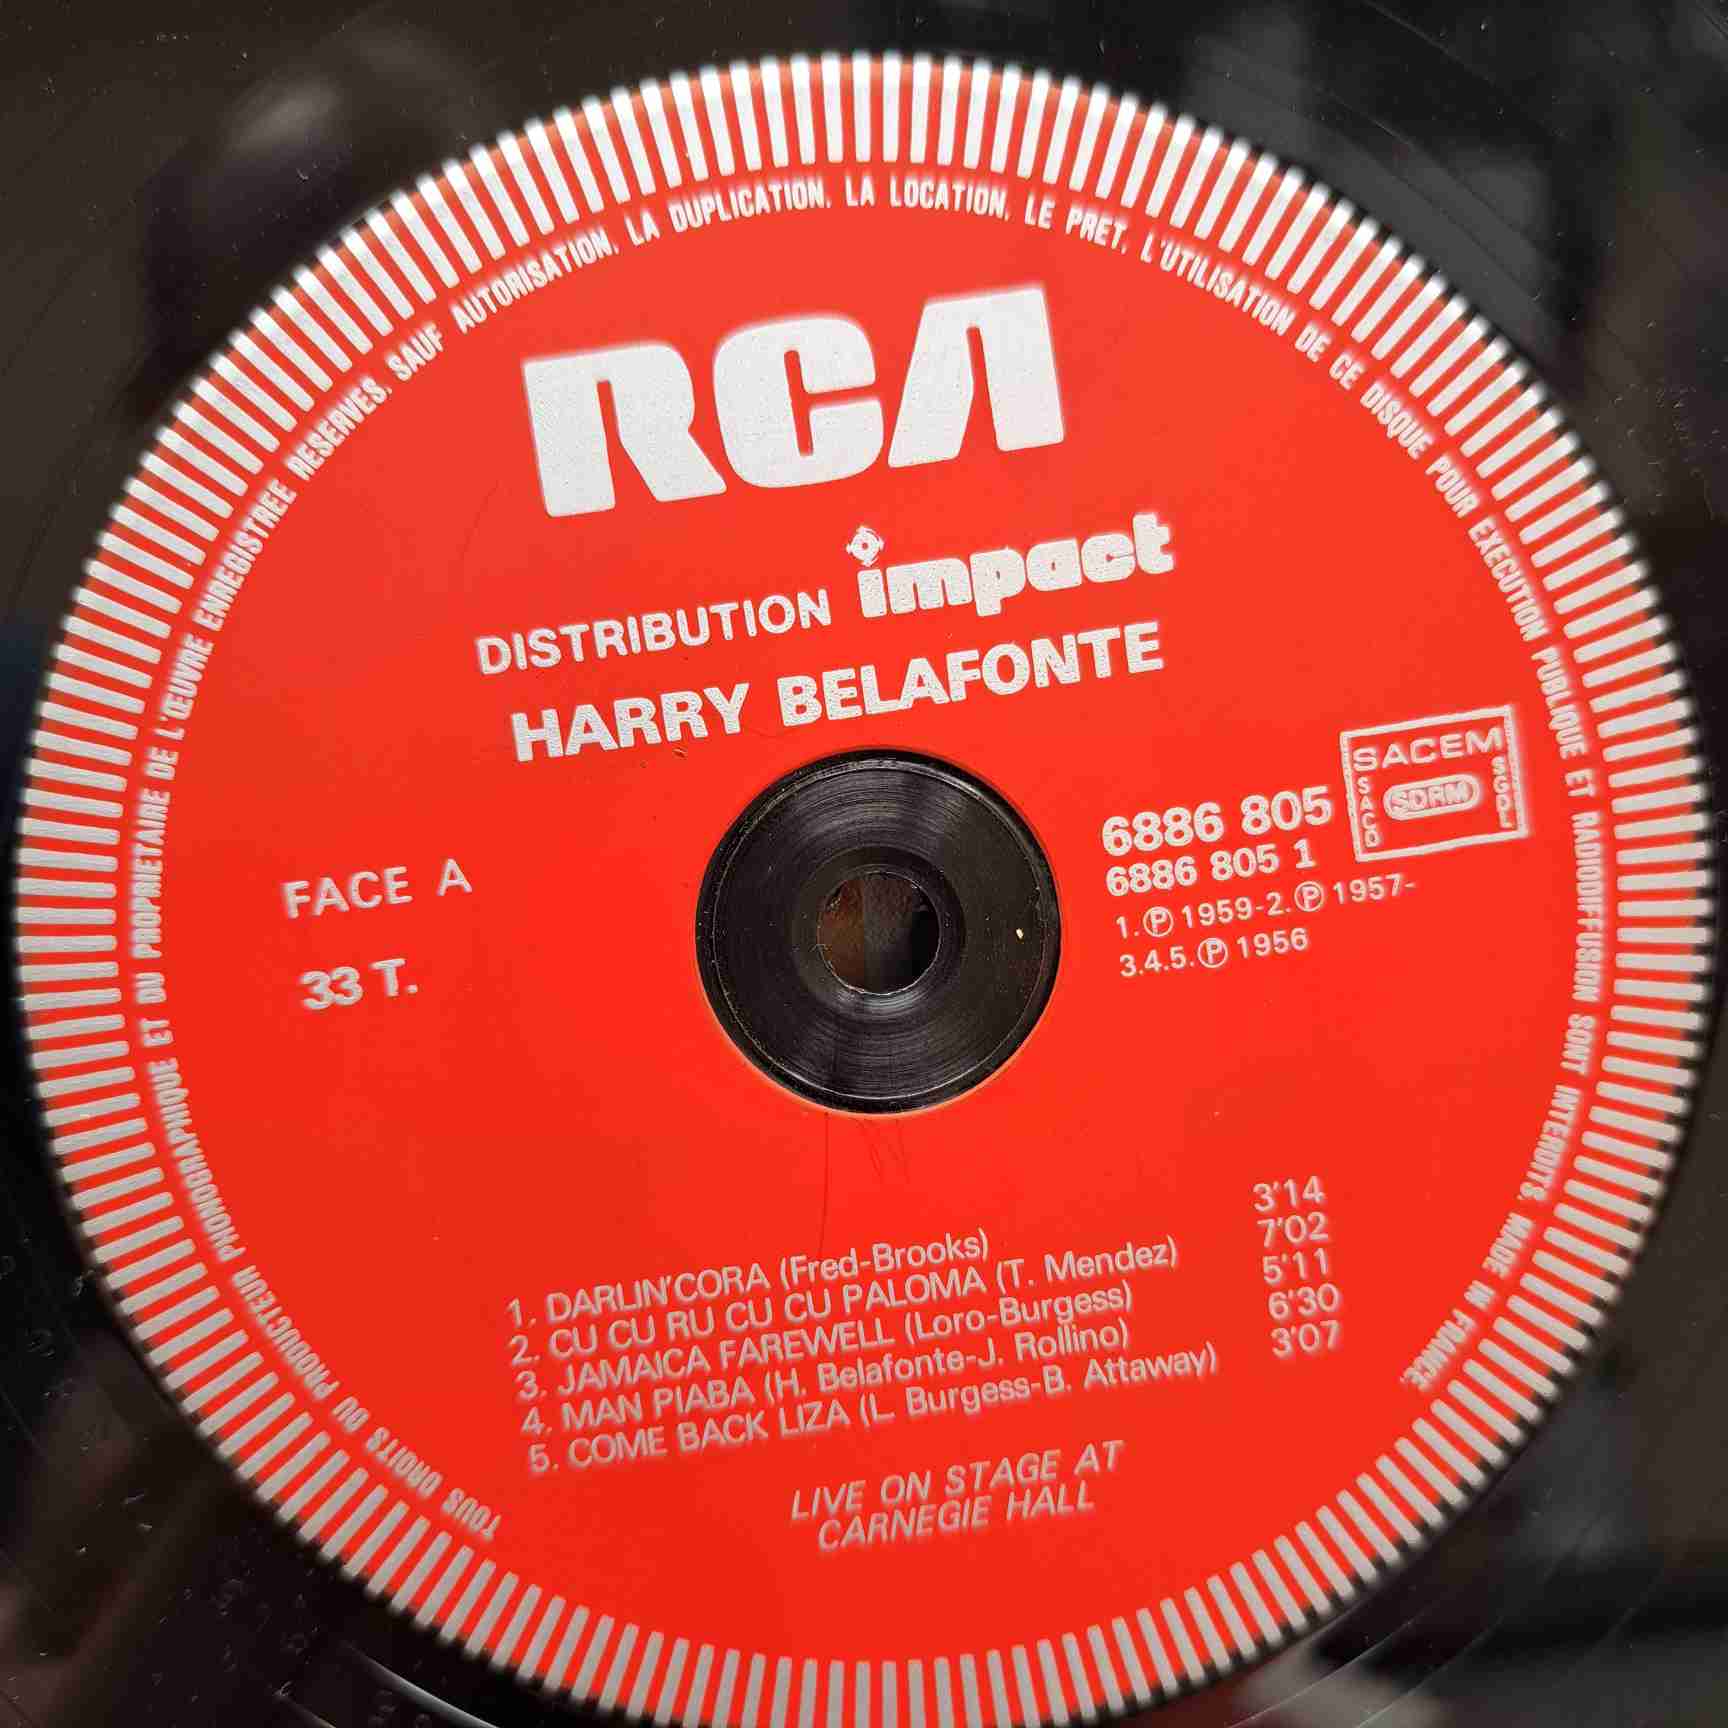 TOUS DROITS DU PRODUCTEUR PHONOGRAPHIQUE ET DU PROPRIETAIRE DE L'ŒUVRE ENREGISTREE RESERVES. SAUF AUTORISATION, LA DUPLICATION, LA LOCATION, LE PRET, L'UTILISATION DE CE DISQUE POUR EXECUTION PUBLIQUE ET RADIODIFFUSION SONT INTERDITS. MADE IN FRANCE.
RCA
DISTRIBUTION impact
HARRY BELAFONTE
FACE A
33 T.
6886 805
6886 805 1
1.Ⓟ 1959-2.Ⓟ 1957-
3.4.5.Ⓟ 1956
SACEM
SACD
SDRM
SGDL
1. DARLIN'CORA (Fred-Brooks) 3'14
2. CU CU RU CU CU PALOMA (T. Mendez) 7'02
3. JAMAICA FAREWELL (Loro-Burgess) 5'11
4. MAN PIABA (H. Belafonte-J. Rollino) 6'30
5. COME BACK LIZA (L. Burgess-B. Attaway) 3'07
LIVE ON STAGE AT
CARNEGIE HALL